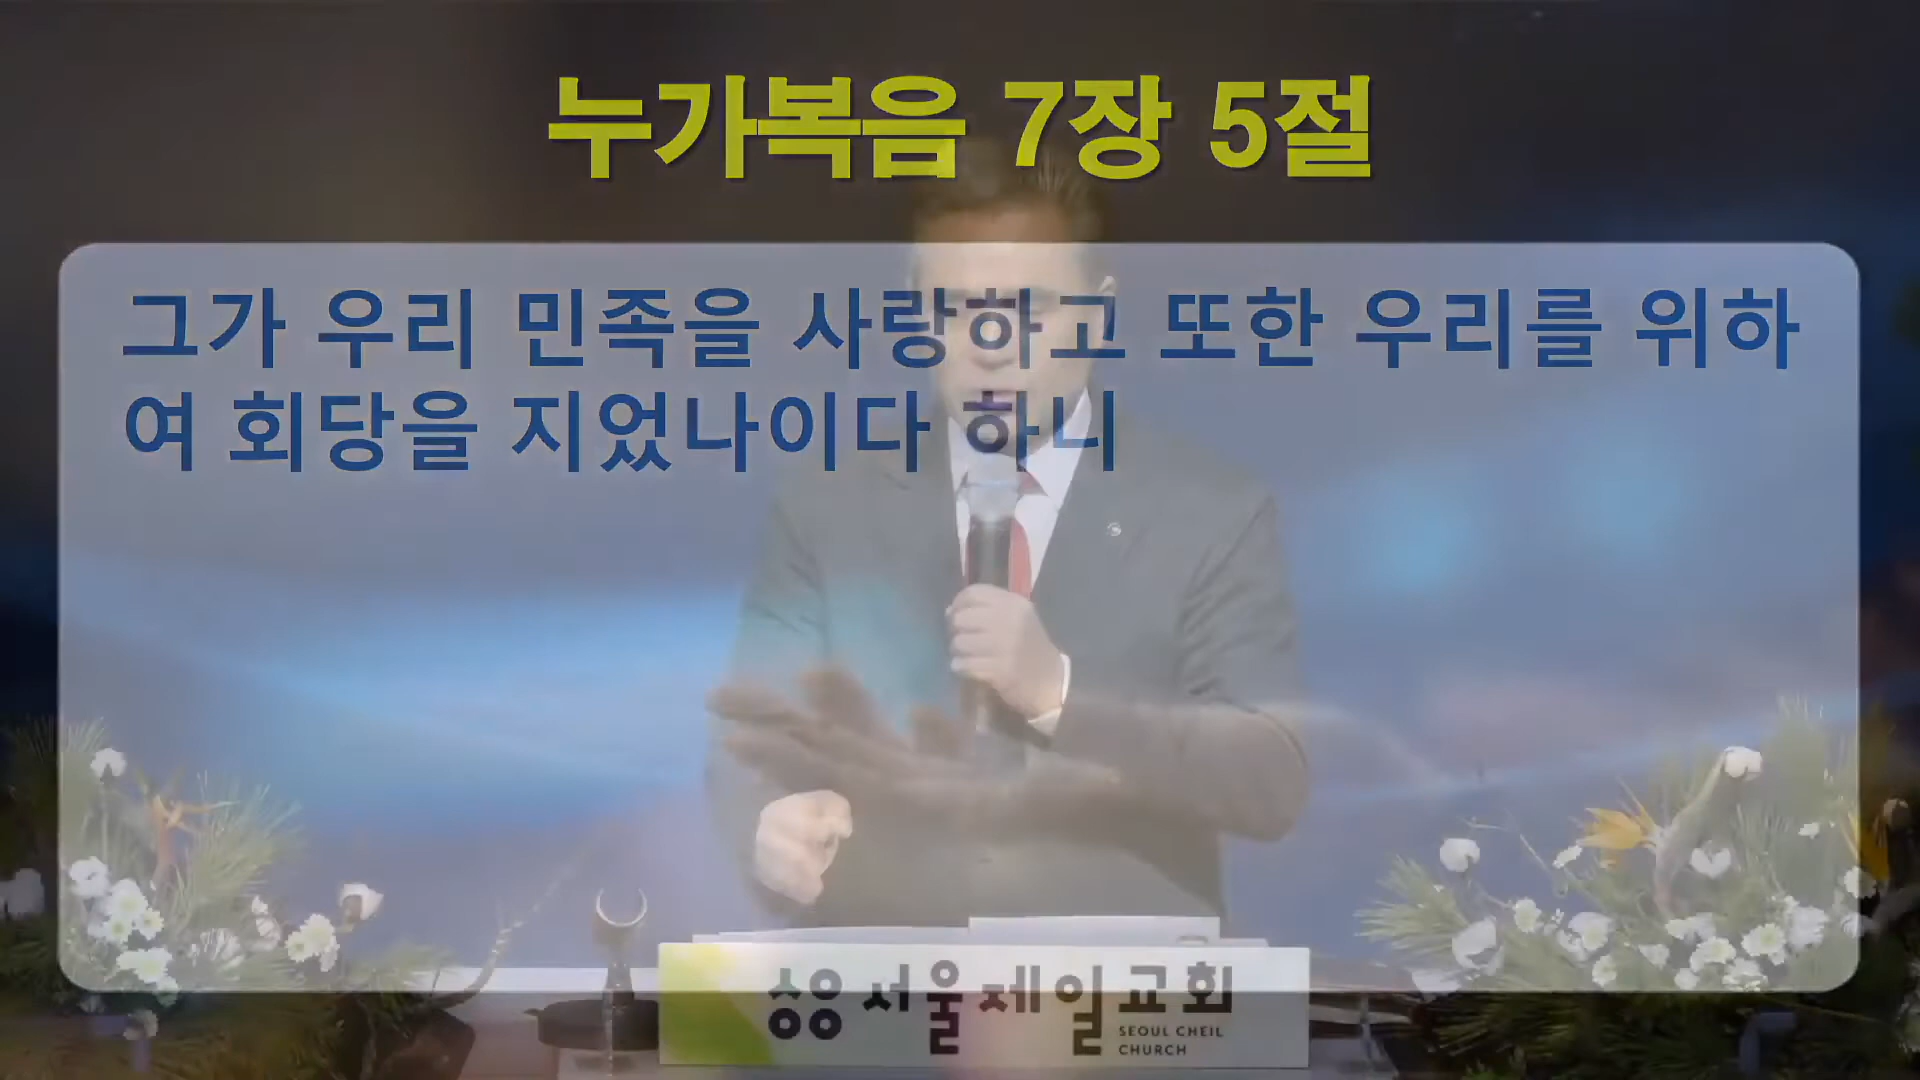 누가복음 7장 5절
그가 우리 민족을 사랑하고 또한 우리를 위하
여 회당을 지었나이다 하니
서울제일교회
SEOUL CHEIL
CHURCH